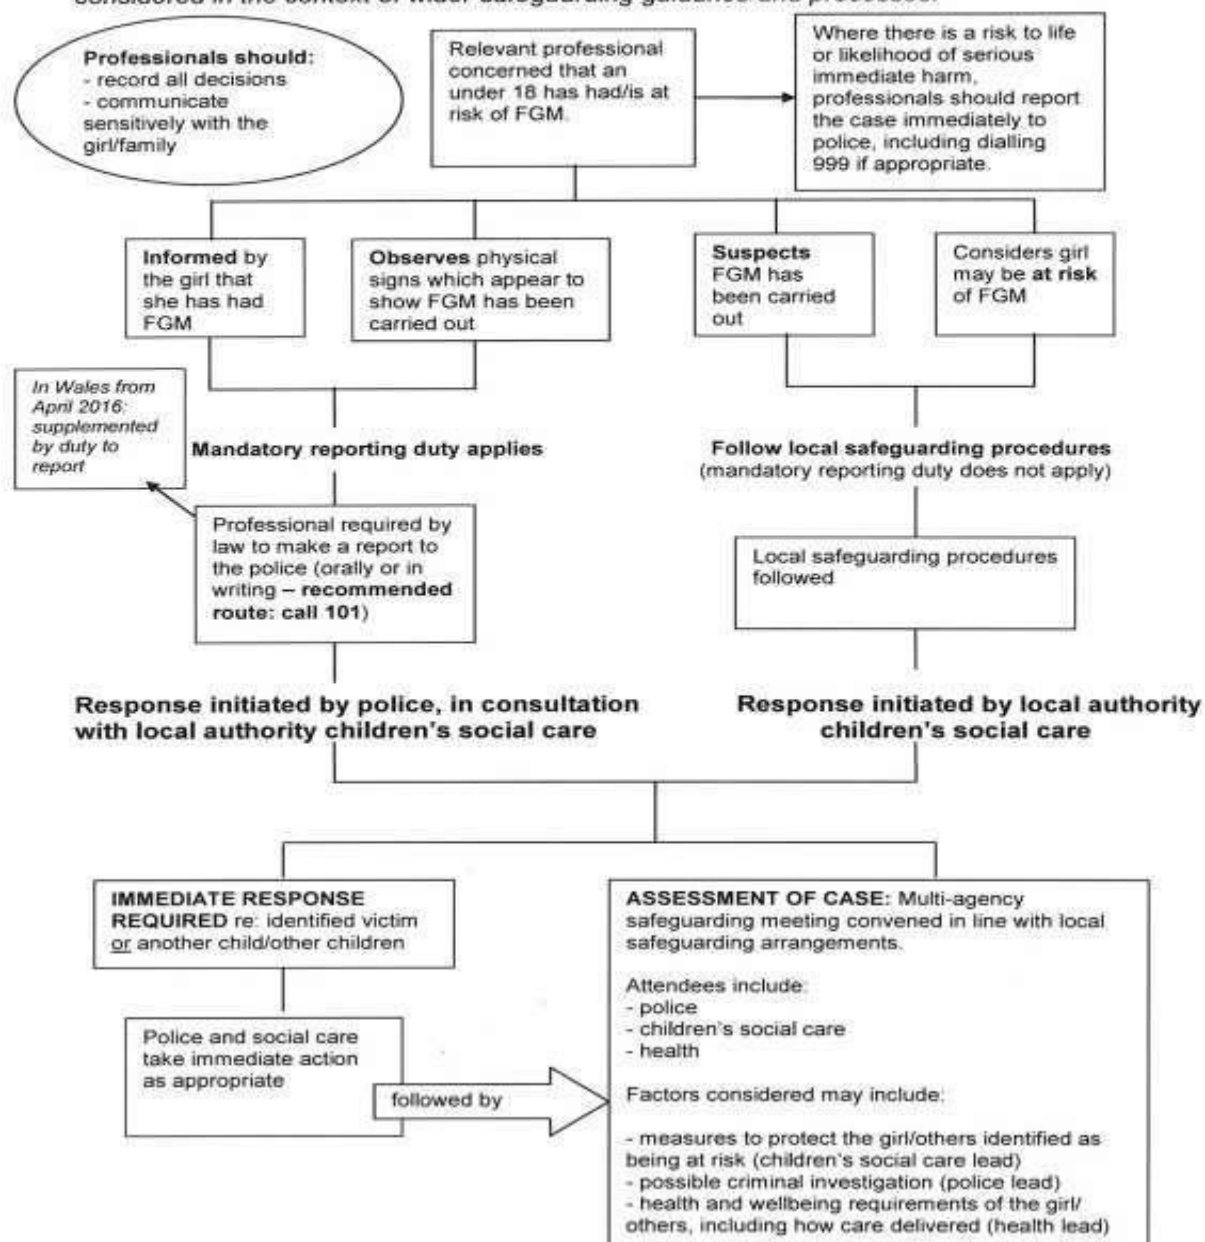 considered in the context of wider safeguarding guidance and processes.
Professionals should:
- record all decisions
- communicate
sensitively with the
girl/family
Relevant professional
concerned that an
under 18 has had/is at
risk of FGM.
Where there is a risk to life
or likelihood of serious
immediate harm,
professionals should report
the case immediately to
police, including dialling
999 if appropriate.
Informed by
the girl that
she has had
FGM
Observes physical
signs which appear to
show FGM has been
carried out
Suspects
FGM has
been carried
out
Considers girl
may be at risk
of FGM
In Wales from
April 2016:
supplemented
by duty to
report
Mandatory reporting duty applies
Follow local safeguarding procedures
(mandatory reporting duty does not apply)
Professional required by
law to make a report to
the police (orally or in
writing – recommended
route: call 101)
Local safeguarding procedures
followed
Response initiated by police, in consultation
with local authority children's social care
Response initiated by local authority
children's social care
IMMEDIATE RESPONSE
REQUIRED re: identified victim
or another child/other children
Police and social care
take immediate action
as appropriate
followed by
ASSESSMENT OF CASE: Multi-agency
safeguarding meeting convened in line with local
safeguarding arrangements.
Attendees include:
- police
- children's social care
- health
Factors considered may include:
- measures to protect the girl/others identified as
being at risk (children's social care lead)
- possible criminal investigation (police lead)
- health and wellbeing requirements of the girl/
others, including how care delivered (health lead)